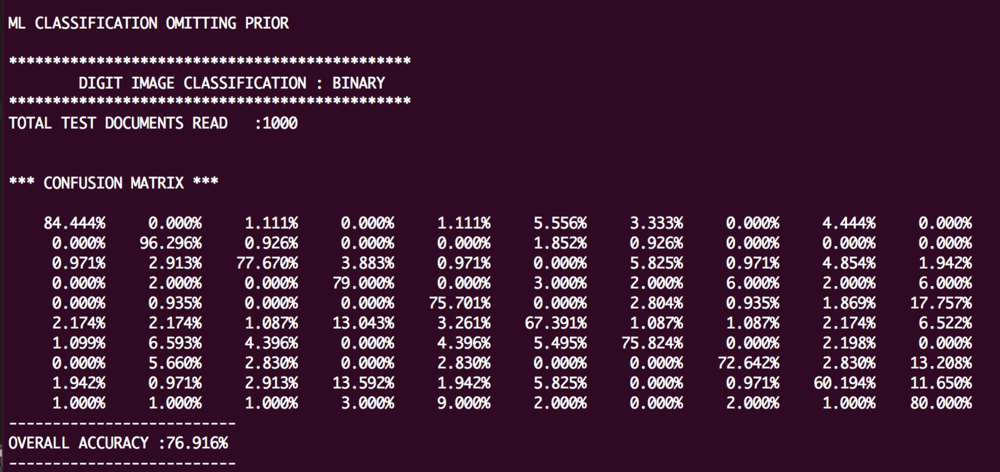 ML CLASSIFICATION OMITTING PRIOR
**********************************************
DIGIT IMAGE CLASSIFICATION : BINARY
**********************************************
TOTAL TEST DOCUMENTS READ   :1000
*** CONFUSION MATRIX ***
84.444% 0.000% 1.111% 0.000% 1.111% 5.556% 3.333% 0.000% 4.444% 0.000%
0.000% 96.296% 0.926% 0.000% 0.000% 1.852% 0.926% 0.000% 0.000% 0.000%
0.971% 2.913% 77.670% 3.883% 0.971% 0.000% 5.825% 0.971% 4.854% 1.942%
0.000% 2.000% 0.000% 79.000% 0.000% 3.000% 2.000% 6.000% 2.000% 6.000%
0.000% 0.935% 0.000% 0.000% 75.701% 0.000% 2.804% 0.935% 1.869% 17.757%
2.174% 2.174% 1.087% 13.043% 3.261% 67.391% 1.087% 1.087% 2.174% 6.522%
1.099% 6.593% 4.396% 0.000% 4.396% 5.495% 75.824% 0.000% 2.198% 0.000%
0.000% 5.660% 2.830% 0.000% 2.830% 0.000% 0.000% 72.642% 2.830% 13.208%
1.942% 0.971% 2.913% 13.592% 1.942% 5.825% 0.000% 0.971% 60.194% 11.650%
1.000% 1.000% 1.000% 3.000% 9.000% 2.000% 0.000% 2.000% 1.000% 80.000%
--------------------------
OVERALL ACCURACY :76.916%
--------------------------